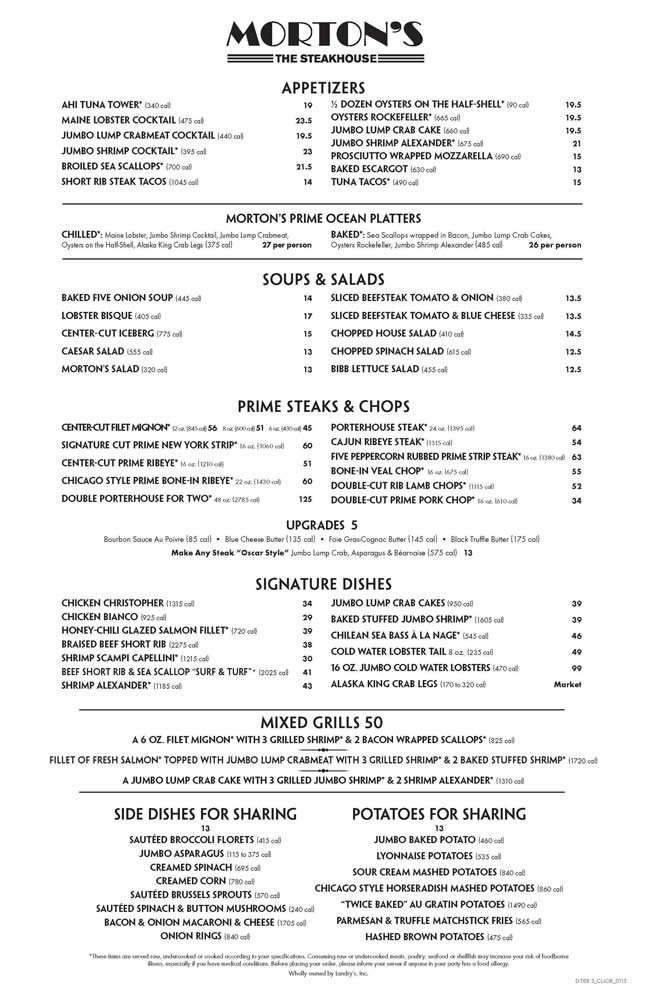 MORTON'S
THE STEAKHOUSE
APPETIZERS
AHI TUNA TOWER* (340 cal) 19
MAINE LOBSTER COCKTAIL (475 cal) 23.5
JUMBO LUMP CRABMEAT COCKTAIL (440 cal) 19.5
JUMBO SHRIMP COCKTAIL* (395 cal) 23
BROILED SEA SCALLOPS* (700 cal) 21.5
SHORT RIB STEAK TACOS (1045 cal) 14
½ DOZEN OYSTERS ON THE HALF-SHELL* (90 cal) 19.5
OYSTERS ROCKEFELLER* (665 cal) 19.5
JUMBO LUMP CRAB CAKE (660 cal) 19.5
JUMBO SHRIMP ALEXANDER* (675 cal) 21
PROSCIUTTO WRAPPED MOZZARELLA (690 cal) 15
BAKED ESCARGOT (630 cal) 13
TUNA TACOS* (490 cal) 15
MORTON'S PRIME OCEAN PLATTERS
CHILLED*: Maine Lobster, Jumbo Shrimp Cocktail, Jumbo Lump Crabmeat,
Oysters on the Half-Shell, Alaska King Crab Legs (375 cal) 27 per person
BAKED*: Sea Scallops wrapped in Bacon, Jumbo Lump Crab Cakes,
Oysters Rockefeller, Jumbo Shrimp Alexander (485 cal) 26 per person
SOUPS & SALADS
BAKED FIVE ONION SOUP (445 cal) 14
LOBSTER BISQUE (405 cal) 17
CENTER-CUT ICEBERG (775 cal) 15
CAESAR SALAD (555 cal) 13
MORTON'S SALAD (320 cal) 13
SLICED BEEFSTEAK TOMATO & ONION (380 cal) 13.5
SLICED BEEFSTEAK TOMATO & BLUE CHEESE (335 cal) 13.5
CHOPPED HOUSE SALAD (410 cal) 14.5
CHOPPED SPINACH SALAD (615 cal) 12.5
BIBB LETTUCE SALAD (455 cal) 12.5
PRIME STEAKS & CHOPS
CENTER-CUT FILET MIGNON* 12 oz. (845 cal) 56 8 oz. (600 cal) 51 6 oz. (430 cal) 45
SIGNATURE CUT PRIME NEW YORK STRIP* 16 oz. (1060 cal) 60
CENTER-CUT PRIME RIBEYE* 16 oz. (1210 cal) 51
CHICAGO STYLE PRIME BONE-IN RIBEYE* 22 oz. (1430 cal) 60
DOUBLE PORTERHOUSE FOR TWO* 48 oz. (2785 cal) 125
PORTERHOUSE STEAK* 24 oz. (1395 cal) 64
CAJUN RIBEYE STEAK* (1315 cal) 54
FIVE PEPPERCORN RUBBED PRIME STRIP STEAK* 16 oz. (1380 cal) 63
BONE-IN VEAL CHOP* 16 oz. (675 cal) 55
DOUBLE-CUT RIB LAMB CHOPS* (1115 cal) 52
DOUBLE-CUT PRIME PORK CHOP* 16 oz. (610 cal) 34
UPGRADES 5
Bourbon Sauce Au Poivre (85 cal) • Blue Cheese Butter (135 cal) • Foie Gras-Cognac Butter (145 cal) • Black Truffle Butter (175 cal)
Make Any Steak "Oscar Style" Jumbo Lump Crab, Asparagus & Béarnaise (575 cal) 13
SIGNATURE DISHES
CHICKEN CHRISTOPHER (1315 cal) 34
CHICKEN BIANCO (925 cal) 29
HONEY-CHILI GLAZED SALMON FILLET* (720 cal) 39
BRAISED BEEF SHORT RIB (2275 cal) 38
SHRIMP SCAMPI CAPELLINI* (1215 cal) 30
BEEF SHORT RIB & SEA SCALLOP "SURF & TURF"* (2025 cal) 41
SHRIMP ALEXANDER* (1185 cal) 43
JUMBO LUMP CRAB CAKES (950 cal) 39
BAKED STUFFED JUMBO SHRIMP* (1605 cal) 39
CHILEAN SEA BASS À LA NAGE* (545 cal) 46
COLD WATER LOBSTER TAIL 8 oz. (235 cal) 49
16 OZ. JUMBO COLD WATER LOBSTERS (470 cal) 99
ALASKA KING CRAB LEGS (170 to 320 cal) Market
MIXED GRILLS 50
A 6 OZ. FILET MIGNON* WITH 3 GRILLED SHRIMP* & 2 BACON WRAPPED SCALLOPS* (825 cal)
FILLET OF FRESH SALMON* TOPPED WITH JUMBO LUMP CRABMEAT WITH 3 GRILLED SHRIMP* & 2 BAKED STUFFED SHRIMP* (1720 cal)
A JUMBO LUMP CRAB CAKE WITH 3 GRILLED JUMBO SHRIMP* & 2 SHRIMP ALEXANDER* (1310 cal)
SIDE DISHES FOR SHARING
13
SAUTÉED BROCCOLI FLORETS (415 cal)
JUMBO ASPARAGUS (115 to 375 cal)
CREAMED SPINACH (695 cal)
CREAMED CORN (780 cal)
SAUTÉED BRUSSELS SPROUTS (570 cal)
SAUTÉED SPINACH & BUTTON MUSHROOMS (240 cal)
BACON & ONION MACARONI & CHEESE (1705 cal)
ONION RINGS (840 cal)
POTATOES FOR SHARING
13
JUMBO BAKED POTATO (460 cal)
LYONNAISE POTATOES (535 cal)
SOUR CREAM MASHED POTATOES (840 cal)
CHICAGO STYLE HORSERADISH MASHED POTATOES (860 cal)
"TWICE BAKED" AU GRATIN POTATOES (1490 cal)
PARMESAN & TRUFFLE MATCHSTICK FRIES (565 cal)
HASHED BROWN POTATOES (475 cal)
*These items are served raw, undercooked or cooked according to your specifications. Consuming raw or undercooked meats, poultry, seafood or shellfish may increase your risk of foodborne
illness, especially if you have medical conditions. Before placing your order, please inform your server if anyone in your party has a food allergy.
Wholly owned by Landry's, Inc.
D-TIER 3_CL&GB_0715